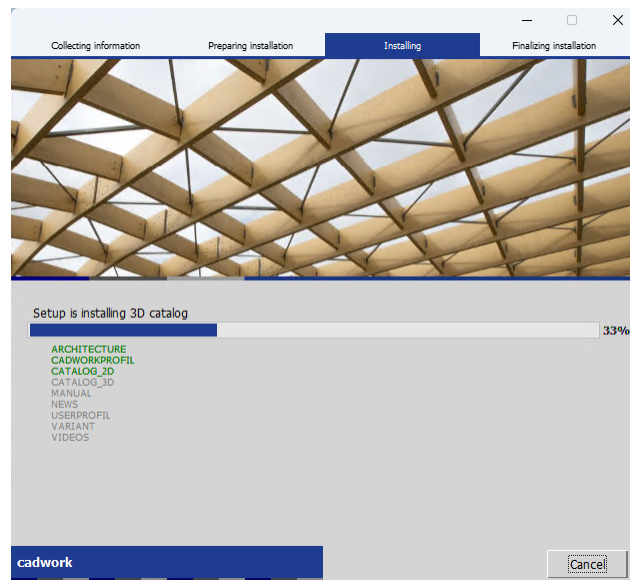 Collecting information Preparing installation Installing Finalizing installation
Setup is installing 3D catalog
33%
ARCHITECTURE
CADWORKPROFIL
CATALOG_2D
CATALOG_3D
MANUAL
NEWS
USERPROFIL
VARIANT
VIDEOS
cadwork
Cancel